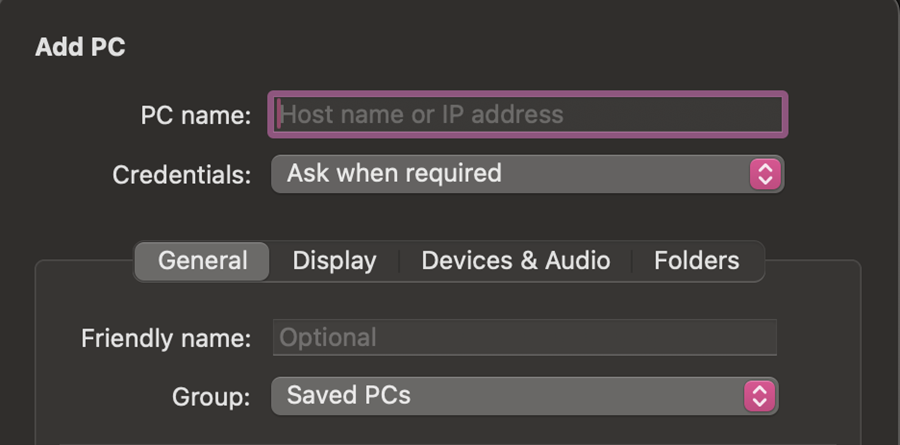 Add PC
PC name: Host name or IP address
Credentials: Ask when required
General Display Devices & Audio Folders
Friendly name: Optional
Group: Saved PCs